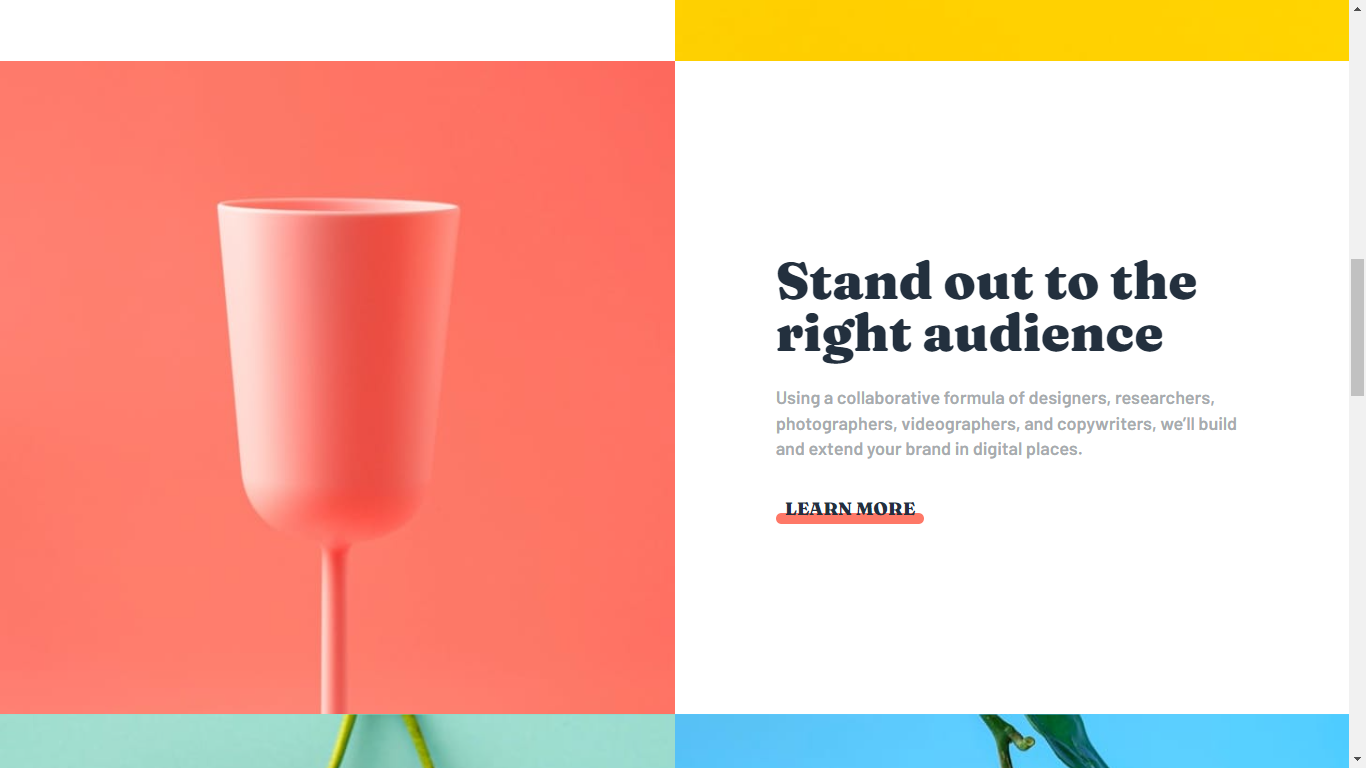 Stand out to the
right audience
Using a collaborative formula of designers, researchers,
photographers, videographers, and copywriters, we’ll build
and extend your brand in digital places.
LEARN MORE